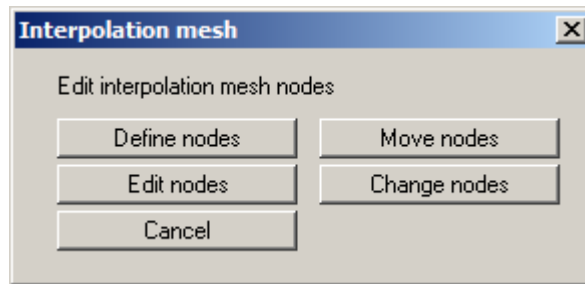 Interpolation mesh
Edit interpolation mesh nodes
Define nodes Move nodes
Edit nodes Change nodes
Cancel